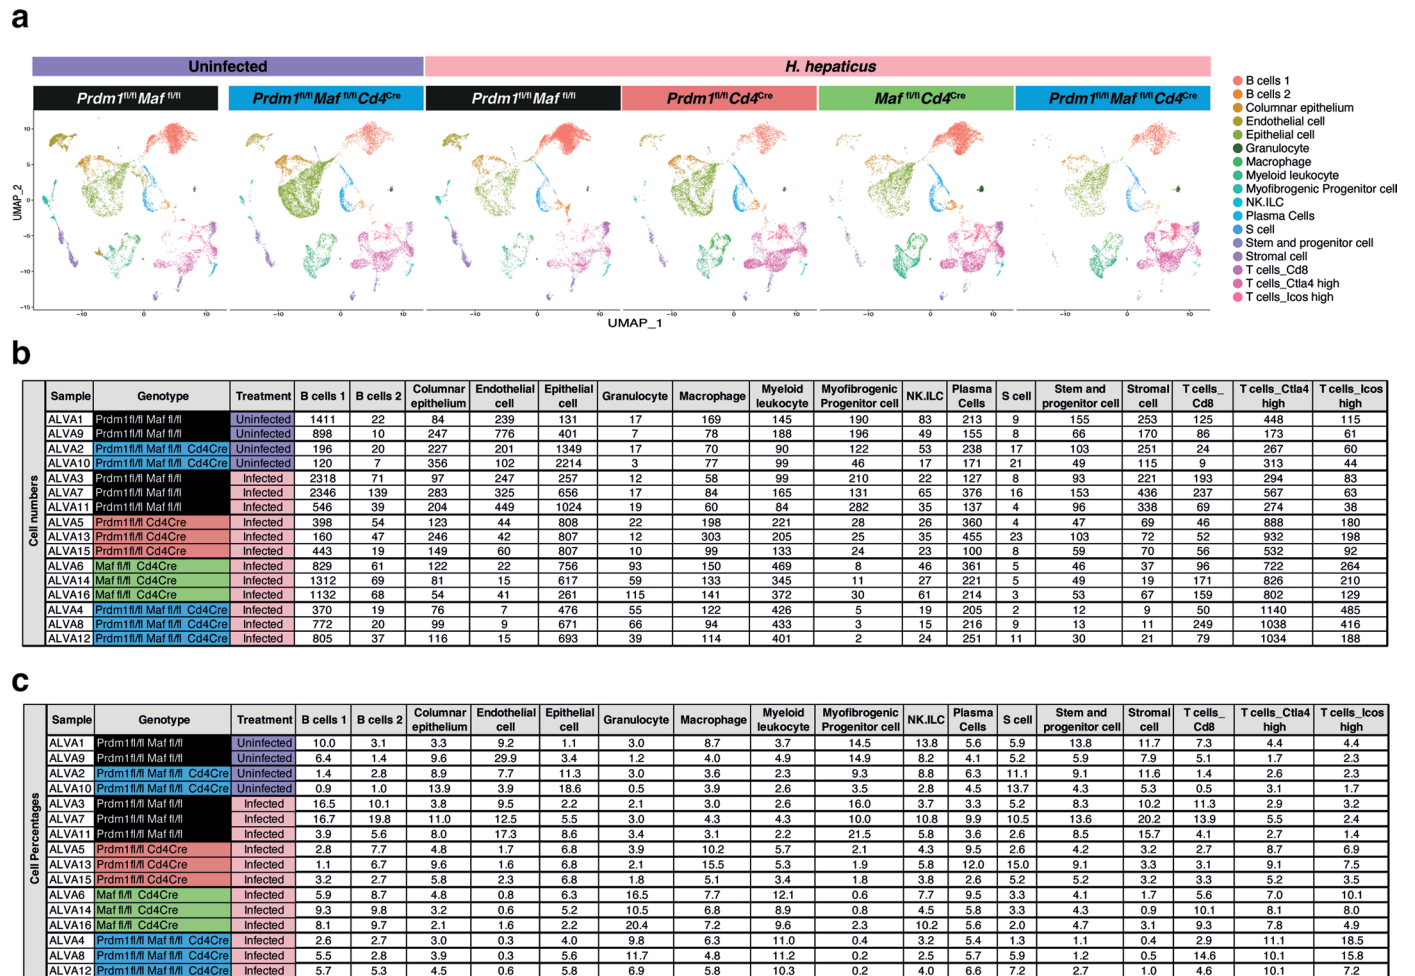 a
Uninfected
H. hepaticus
Prdm1fl/fl Maf fl/fl
Prdm1fl/fl Maf fl/fl Cd4Cre
Prdm1fl/fl Maf fl/fl
Prdm1fl/fl Cd4Cre
Maf fl/fl Cd4Cre
Prdm1fl/fl Maf fl/fl Cd4Cre
B cells 1
B cells 2
Columnar epithelium
Endothelial cell
Epithelial cell
Granulocyte
Macrophage
Myeloid leukocyte
Myofibrogenic Progenitor cell
NK.ILC
Plasma Cells
S cell
Stem and progenitor cell
Stromal cell
T cells_Cd8
T cells_Ctla4 high
T cells_Icos high
UMAP_2
10
5
0
−5
−10
−15
−10 0 10 −10 0 10 −10 0 10 −10 0 10 −10 0 10 −10 0 10
UMAP_1
b
Cell numbers
Sample Genotype Treatment B cells 1 B cells 2 Columnar epithelium Endothelial cell Epithelial cell Granulocyte Macrophage Myeloid leukocyte Myofibrogenic Progenitor cell NK.ILC Plasma Cells S cell Stem and progenitor cell Stromal cell T cells_ Cd8 T cells_Ctla4 high T cells_Icos high
ALVA1 Prdm1fl/fl Maf fl/fl Uninfected 1411 22 84 239 131 17 169 145 190 83 213 9 155 253 125 448 115
ALVA9 Prdm1fl/fl Maf fl/fl Uninfected 898 10 247 776 401 7 78 188 196 49 155 8 66 170 86 173 61
ALVA2 Prdm1fl/fl Maf fl/fl Cd4Cre Uninfected 196 20 227 201 1349 17 70 90 122 53 238 17 103 251 24 267 60
ALVA10 Prdm1fl/fl Maf fl/fl Cd4Cre Uninfected 120 7 356 102 2214 3 77 99 46 17 171 21 49 115 9 313 44
ALVA3 Prdm1fl/fl Maf fl/fl Infected 2318 71 97 247 257 12 58 99 210 22 127 8 93 221 193 294 83
ALVA7 Prdm1fl/fl Maf fl/fl Infected 2346 139 283 325 656 17 84 165 131 65 376 16 153 436 237 567 63
ALVA11 Prdm1fl/fl Maf fl/fl Infected 546 39 204 449 1024 19 60 84 282 35 137 4 96 338 69 274 38
ALVA5 Prdm1fl/fl Cd4Cre Infected 398 54 123 44 808 22 198 221 28 26 360 4 47 69 46 888 180
ALVA13 Prdm1fl/fl Cd4Cre Infected 160 47 246 42 807 12 303 205 25 35 455 23 103 72 52 932 198
ALVA15 Prdm1fl/fl Cd4Cre Infected 443 19 149 60 807 10 99 133 24 23 100 8 59 70 56 532 92
ALVA6 Maf fl/fl Cd4Cre Infected 829 61 122 22 756 93 150 469 8 46 361 5 46 37 96 722 264
ALVA14 Maf fl/fl Cd4Cre Infected 1312 69 81 15 617 59 133 345 11 27 221 5 49 19 171 826 210
ALVA16 Maf fl/fl Cd4Cre Infected 1132 68 54 41 261 115 141 372 30 61 214 3 53 67 159 802 129
ALVA4 Prdm1fl/fl Maf fl/fl Cd4Cre Infected 370 19 76 7 476 55 122 426 5 19 205 2 12 9 50 1140 485
ALVA8 Prdm1fl/fl Maf fl/fl Cd4Cre Infected 772 20 99 9 671 66 94 433 3 15 216 9 13 11 249 1038 416
ALVA12 Prdm1fl/fl Maf fl/fl Cd4Cre Infected 805 37 116 15 693 39 114 401 2 24 251 11 30 21 79 1034 188
c
Cell Percentages
Sample Genotype Treatment B cells 1 B cells 2 Columnar epithelium Endothelial cell Epithelial cell Granulocyte Macrophage Myeloid leukocyte Myofibrogenic Progenitor cell NK.ILC Plasma Cells S cell Stem and progenitor cell Stromal cell T cells_ Cd8 T cells_Ctla4 high T cells_Icos high
ALVA1 Prdm1fl/fl Maf fl/fl Uninfected 10.0 3.1 3.3 9.2 1.1 3.0 8.7 3.7 14.5 13.8 5.6 5.9 13.8 11.7 7.3 4.4 4.4
ALVA9 Prdm1fl/fl Maf fl/fl Uninfected 6.4 1.4 9.6 29.9 3.4 1.2 4.0 4.9 14.9 8.2 4.1 5.2 5.9 7.9 5.1 1.7 2.3
ALVA2 Prdm1fl/fl Maf fl/fl Cd4Cre Uninfected 1.4 2.8 8.9 7.7 11.3 3.0 3.6 2.3 9.3 8.8 6.3 11.1 9.1 11.6 1.4 2.6 2.3
ALVA10 Prdm1fl/fl Maf fl/fl Cd4Cre Uninfected 0.9 1.0 13.9 3.9 18.6 0.5 3.9 2.6 3.5 2.8 4.5 13.7 4.3 5.3 0.5 3.1 1.7
ALVA3 Prdm1fl/fl Maf fl/fl Infected 16.5 10.1 3.8 9.5 2.2 2.1 3.0 2.6 16.0 3.7 3.3 5.2 8.3 10.2 11.3 2.9 3.2
ALVA7 Prdm1fl/fl Maf fl/fl Infected 16.7 19.8 11.0 12.5 5.5 3.0 4.3 4.3 10.0 10.8 9.9 10.5 13.6 20.2 13.9 5.5 2.4
ALVA11 Prdm1fl/fl Maf fl/fl Infected 3.9 5.6 8.0 17.3 8.6 3.4 3.1 2.2 21.5 5.8 3.6 2.6 8.5 15.7 4.1 2.7 1.4
ALVA5 Prdm1fl/fl Cd4Cre Infected 2.8 7.7 4.8 1.7 6.8 3.9 10.2 5.7 2.1 4.3 9.5 2.6 4.2 3.2 2.7 8.7 6.9
ALVA13 Prdm1fl/fl Cd4Cre Infected 1.1 6.7 9.6 1.6 6.8 2.1 15.5 5.3 1.9 5.8 12.0 15.0 9.1 3.3 3.1 9.1 7.5
ALVA15 Prdm1fl/fl Cd4Cre Infected 3.2 2.7 5.8 2.3 6.8 1.8 5.1 3.4 1.8 3.8 2.6 5.2 5.2 3.2 3.3 5.2 3.5
ALVA6 Maf fl/fl Cd4Cre Infected 5.9 8.7 4.8 0.8 6.3 16.5 7.7 12.1 0.6 7.7 9.5 3.3 4.1 1.7 5.6 7.0 10.1
ALVA14 Maf fl/fl Cd4Cre Infected 9.3 9.8 3.2 0.6 5.2 10.5 6.8 8.9 0.8 4.5 5.8 3.3 4.3 0.9 10.1 8.1 8.0
ALVA16 Maf fl/fl Cd4Cre Infected 8.1 9.7 2.1 1.6 2.2 20.4 7.2 9.6 2.3 10.2 5.6 2.0 4.7 3.1 9.3 7.8 4.9
ALVA4 Prdm1fl/fl Maf fl/fl Cd4Cre Infected 2.6 2.7 3.0 0.3 4.0 9.8 6.3 11.0 0.4 3.2 5.4 1.3 1.1 0.4 2.9 11.1 18.5
ALVA8 Prdm1fl/fl Maf fl/fl Cd4Cre Infected 5.5 2.8 3.9 0.3 5.6 11.7 4.8 11.2 0.2 2.5 5.7 5.9 1.2 0.5 14.6 10.1 15.8
ALVA12 Prdm1fl/fl Maf fl/fl Cd4Cre Infected 5.7 5.3 4.5 0.6 5.8 6.9 5.8 10.3 0.2 4.0 6.6 7.2 2.7 1.0 4.6 10.1 7.2